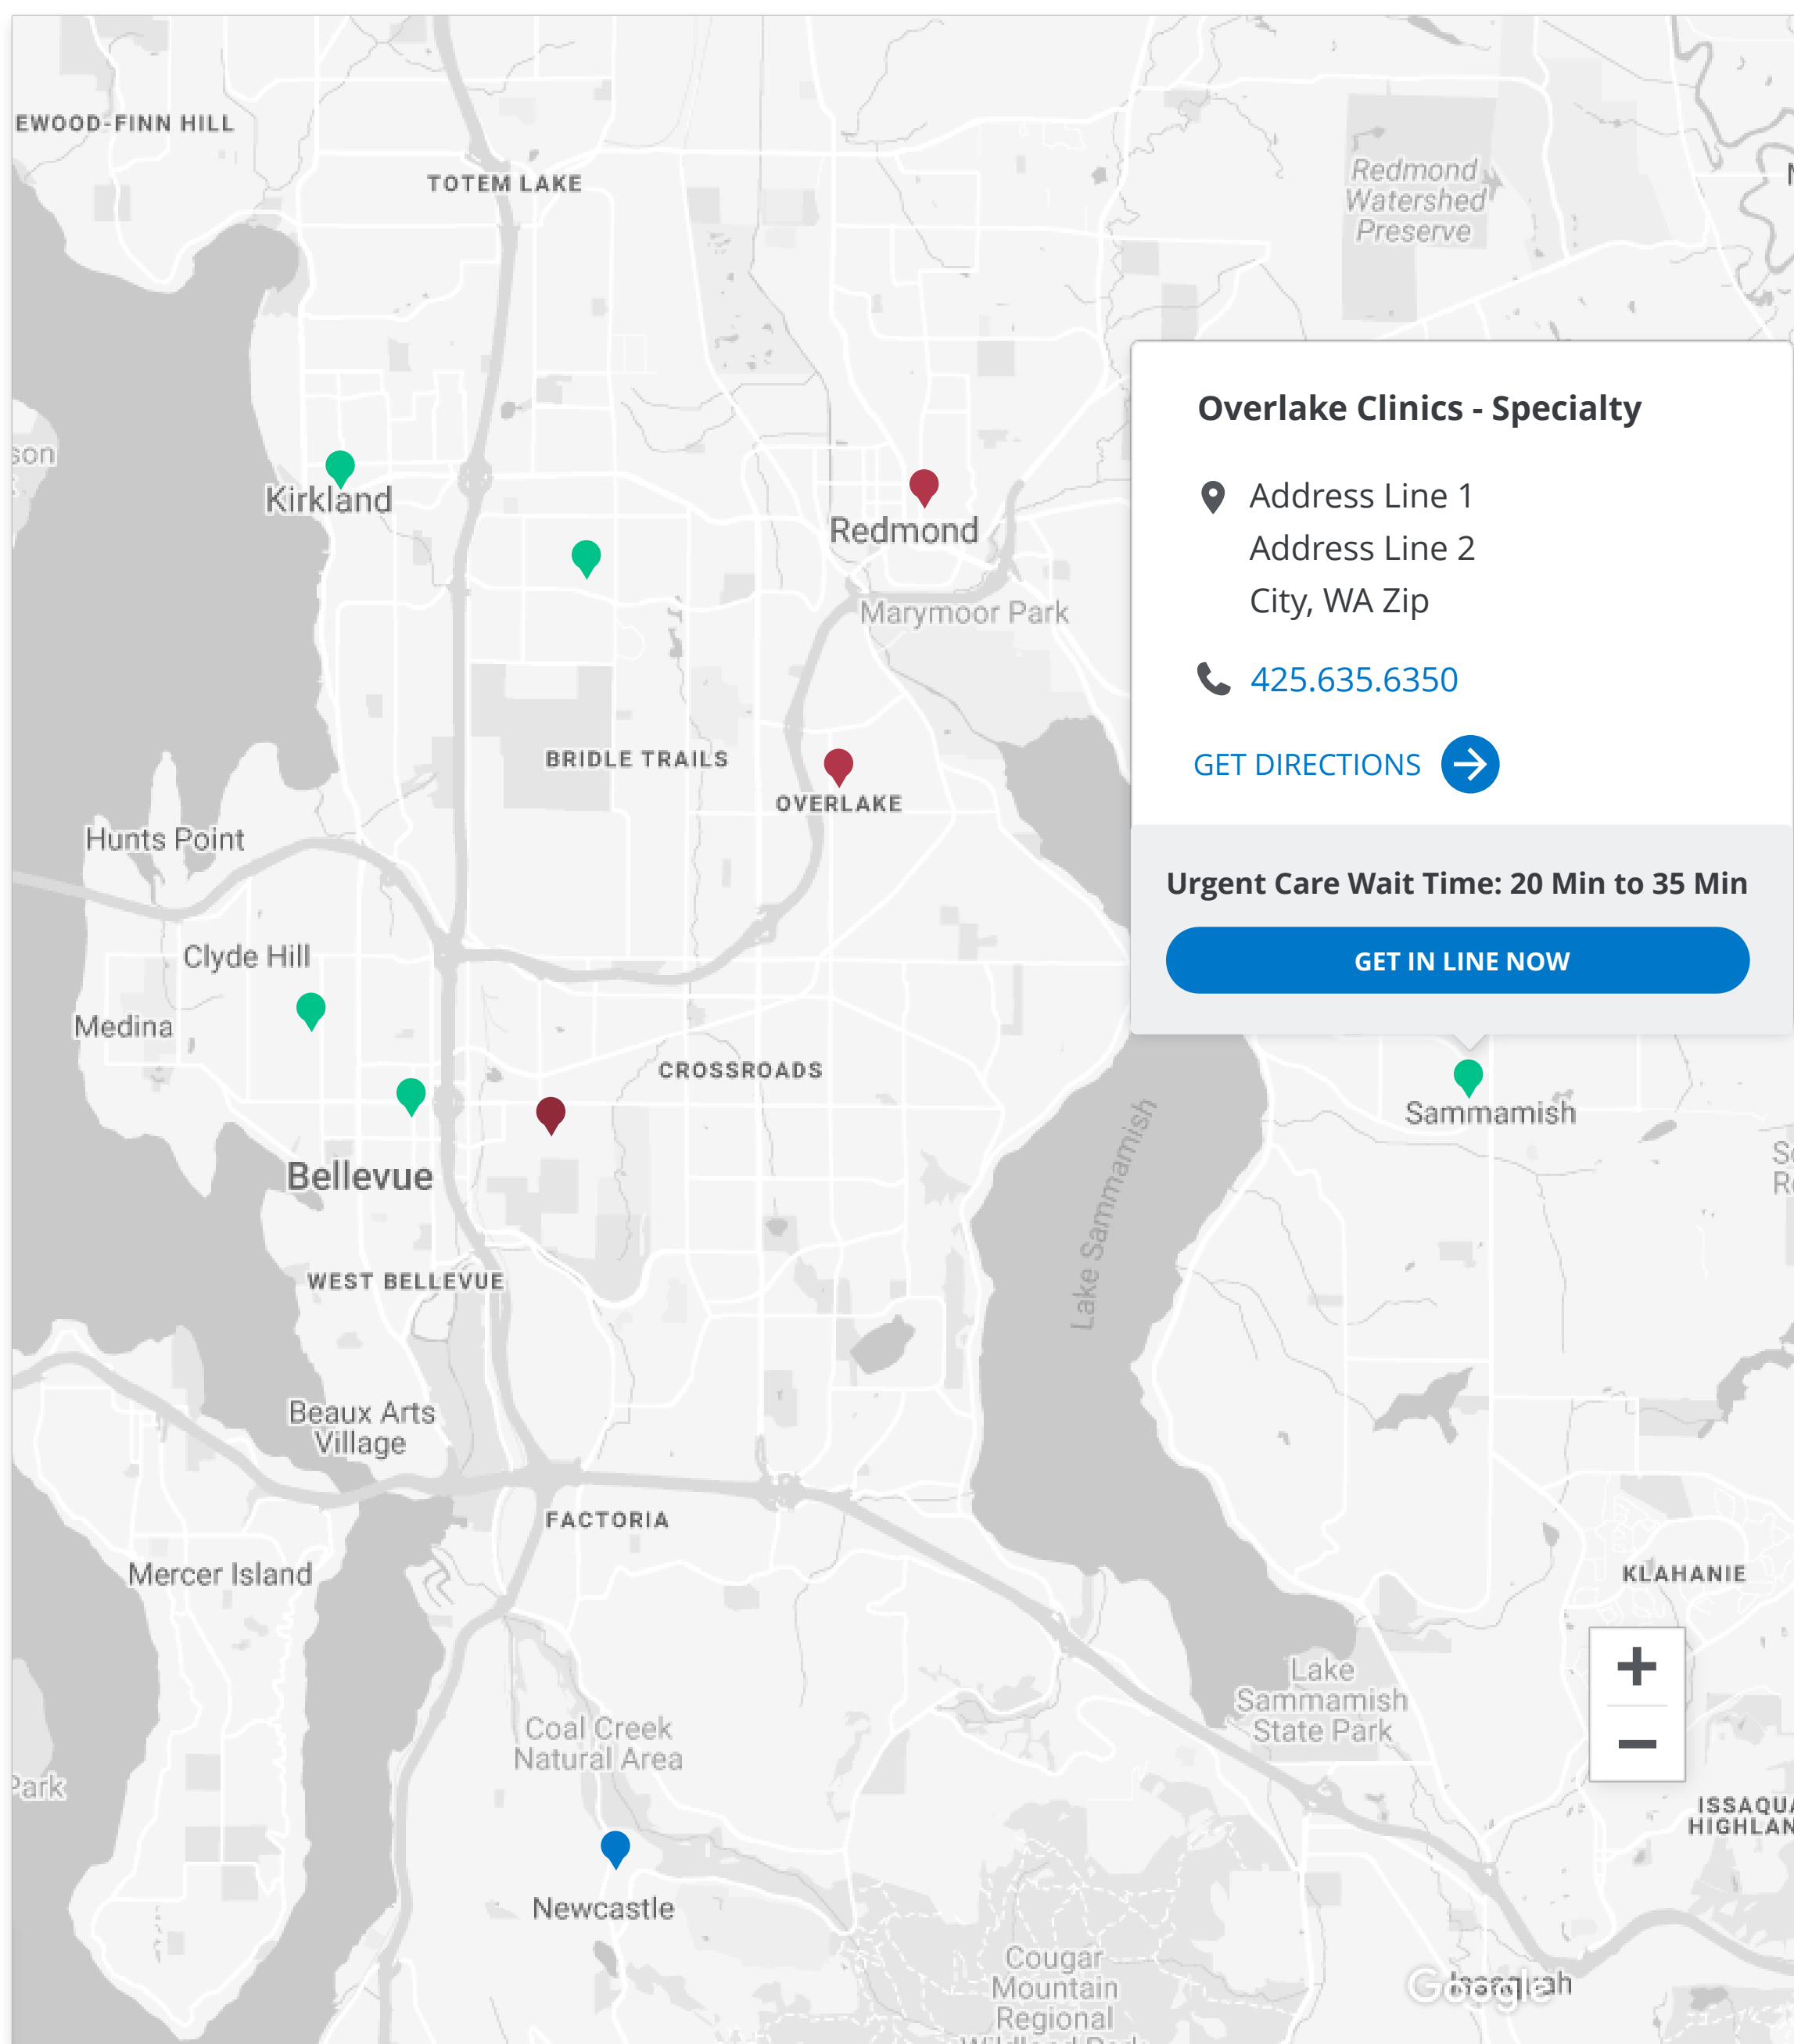 EWOOD-FINN HILL
TOTEM LAKE
Redmond
Watershed
Preserve
son
Kirkland
Redmond
Marymoor Park
BRIDLE TRAILS
OVERLAKE
Hunts Point
Clyde Hill
Medina
CROSSROADS
Bellevue
WEST BELLEVUE
Beaux Arts
Village
FACTORIA
Mercer Island
Lake Sammamish
Overlake Clinics - Specialty
Address Line 1
Address Line 2
City, WA Zip
425.635.6350
GET DIRECTIONS
Urgent Care Wait Time: 20 Min to 35 Min
GET IN LINE NOW
Sammamish
KLAHANIE
+
−
Lake
Sammamish
State Park
Coal Creek
Natural Area
Park
ISSAQUA
HIGHLAN
Newcastle
Cougar
Mountain
Regional
Issaquah
Google